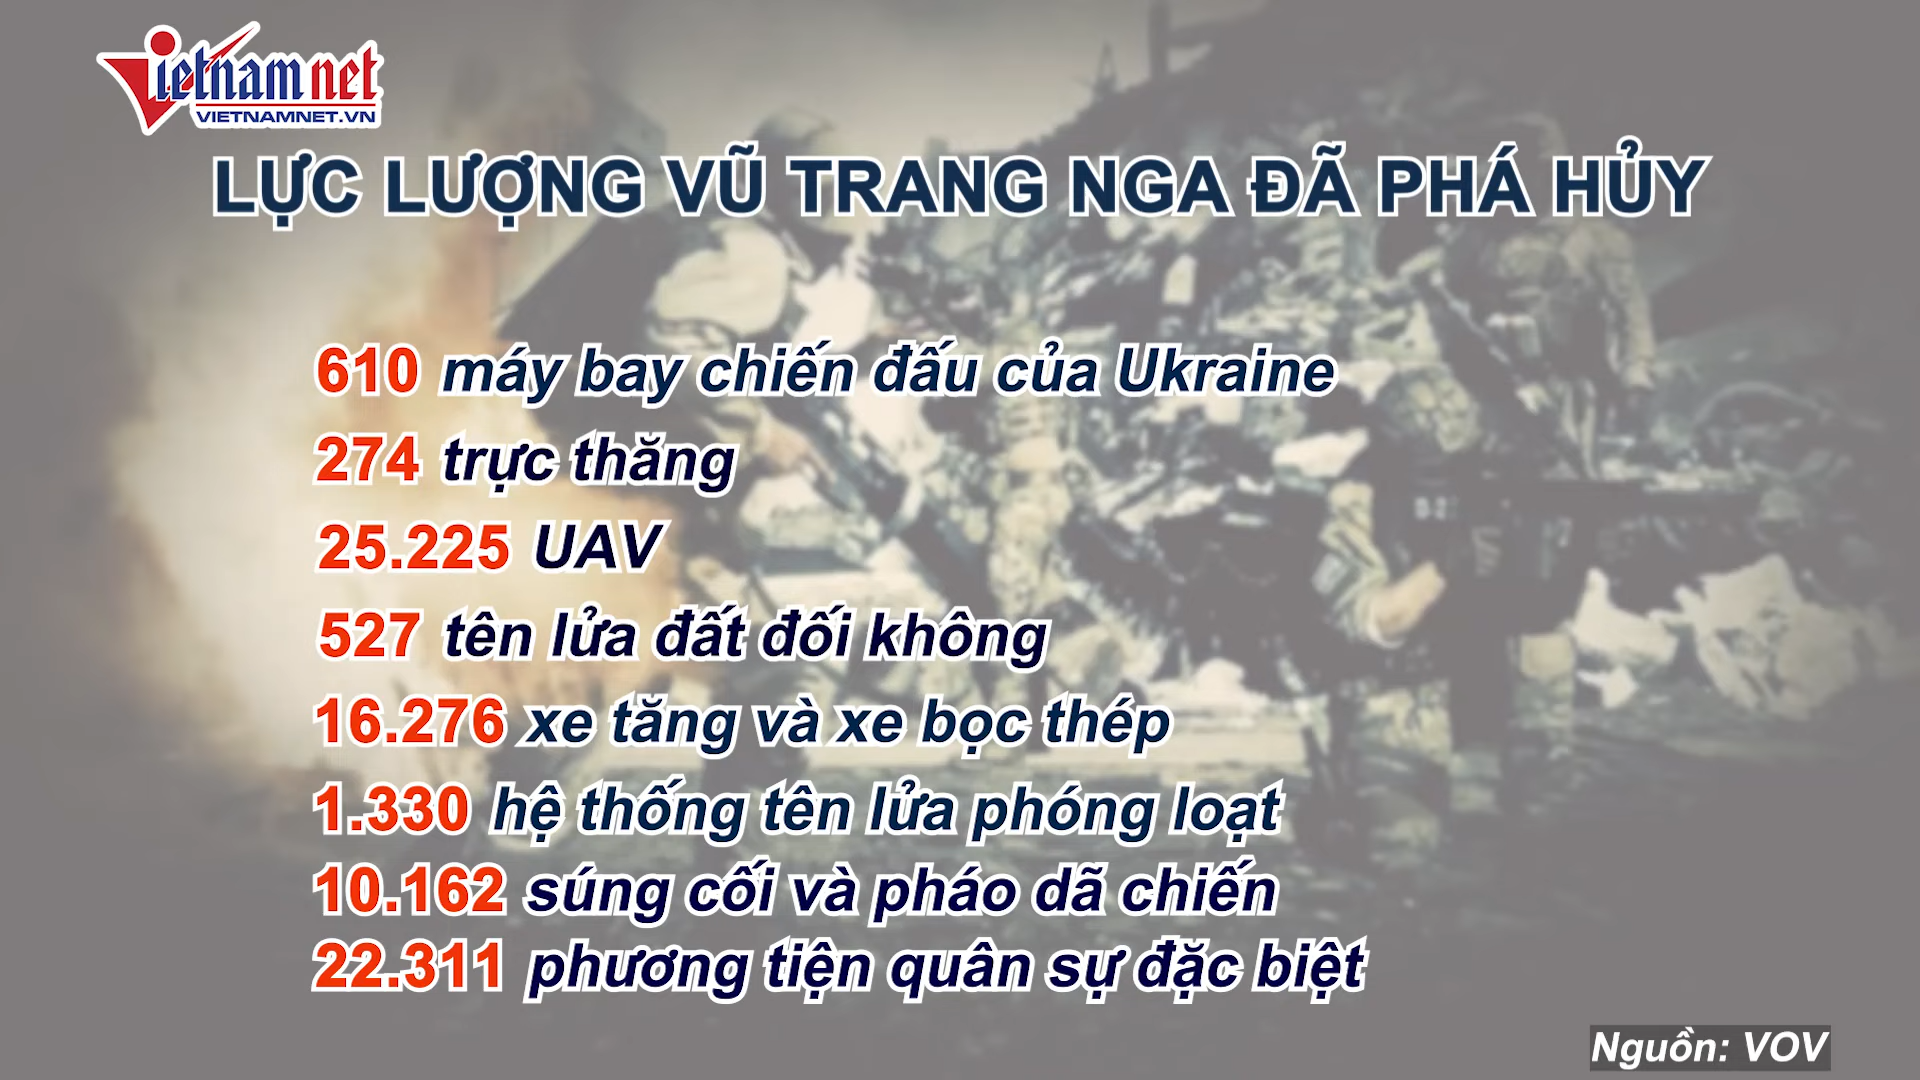 Vietnamnet
VIETNAMNET.VN
LỰC LƯỢNG VŨ TRANG NGA ĐÃ PHÁ HỦY
610 máy bay chiến đấu của Ukraine
274 trực thăng
25.225 UAV
527 tên lửa đất đối không
16.276 xe tăng và xe bọc thép
1.330 hệ thống tên lửa phóng loạt
10.162 súng cối và pháo dã chiến
22.311 phương tiện quân sự đặc biệt
Nguồn: VOV